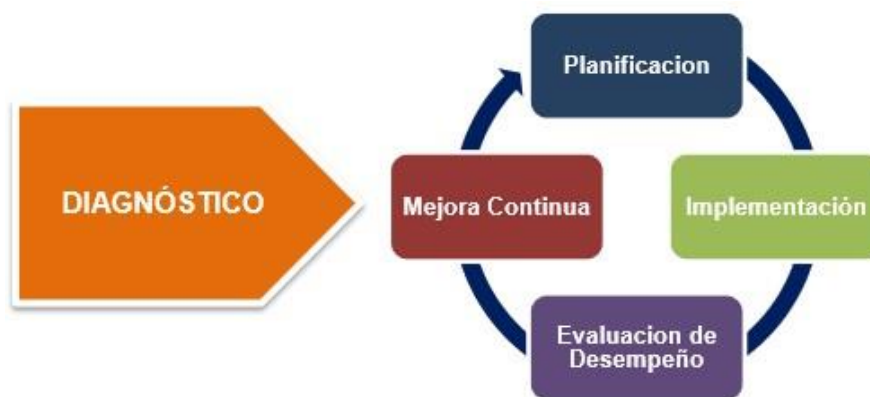 DIAGNÓSTICO
Planificacion
Mejora Continua
Implementación
Evaluacion de
Desempeño